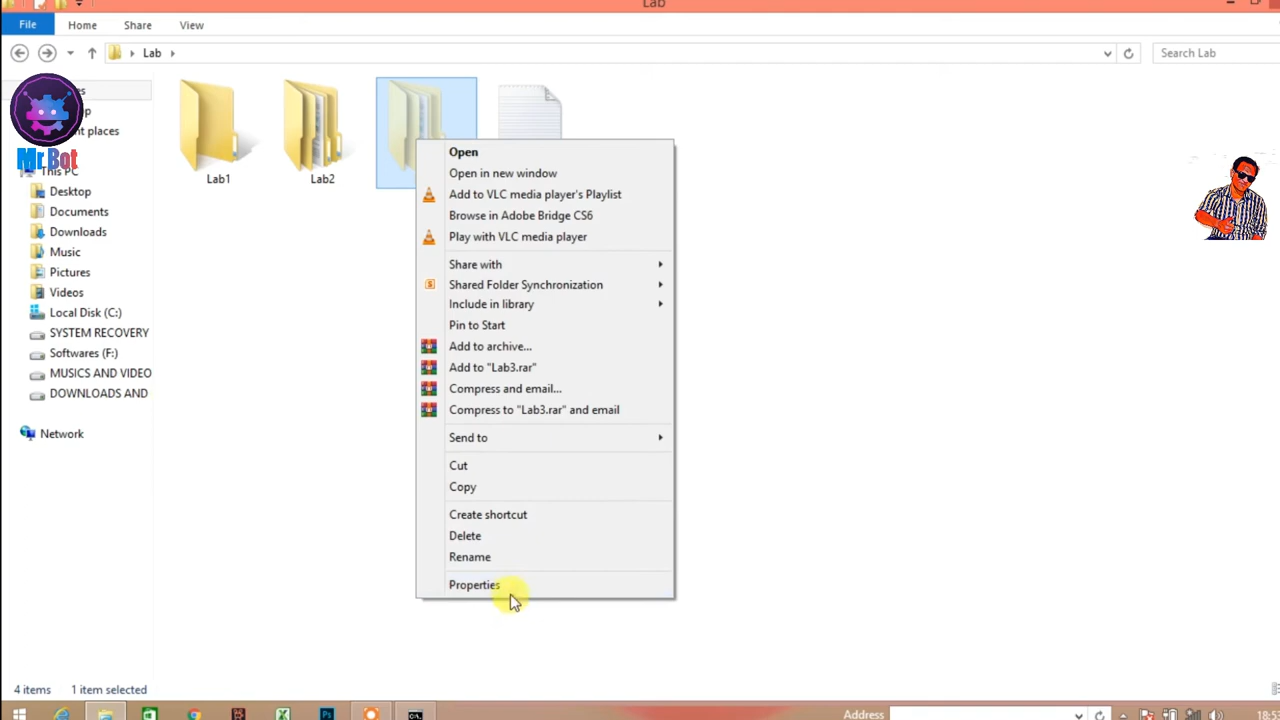 Lab
File
Home
Share
View
Lab
Search Lab
Mr.Bot
This PC
Desktop
Documents
Downloads
Music
Pictures
Videos
Local Disk (C:)
SYSTEM RECOVERY
Softwares (F:)
MUSICS AND VIDEO
DOWNLOADS AND
Network
Lab1
Lab2
Open
Open in new window
Add to VLC media player's Playlist
Browse in Adobe Bridge CS6
Play with VLC media player
Share with
Shared Folder Synchronization
Include in library
Pin to Start
Add to archive...
Add to "Lab3.rar"
Compress and email...
Compress to "Lab3.rar" and email
Send to
Cut
Copy
Create shortcut
Delete
Rename
Properties
4 items
1 item selected
Address